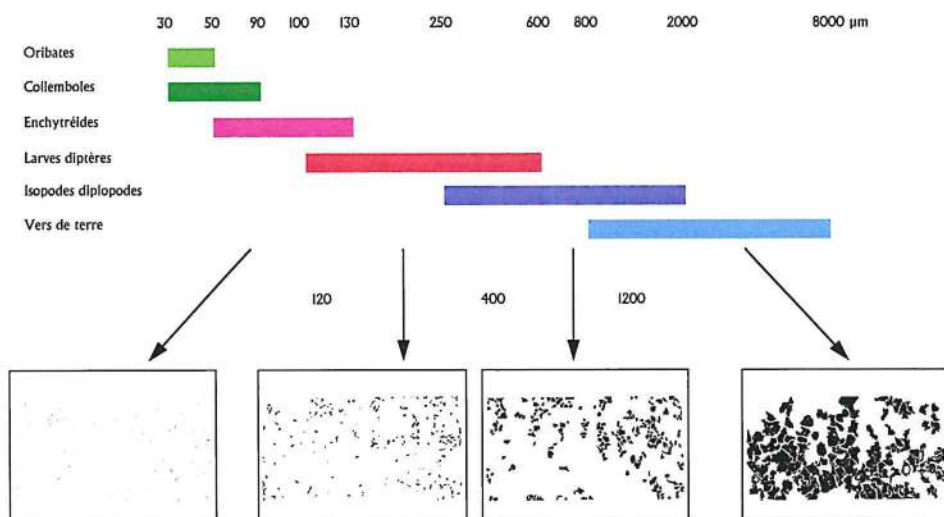 30 50 90 100 130 250 600 800 2000 8000 µm
Oribates
Collemboles
Enchytréides
Larves diptères
Isopodes diplopodes
Vers de terre
120 400 1200